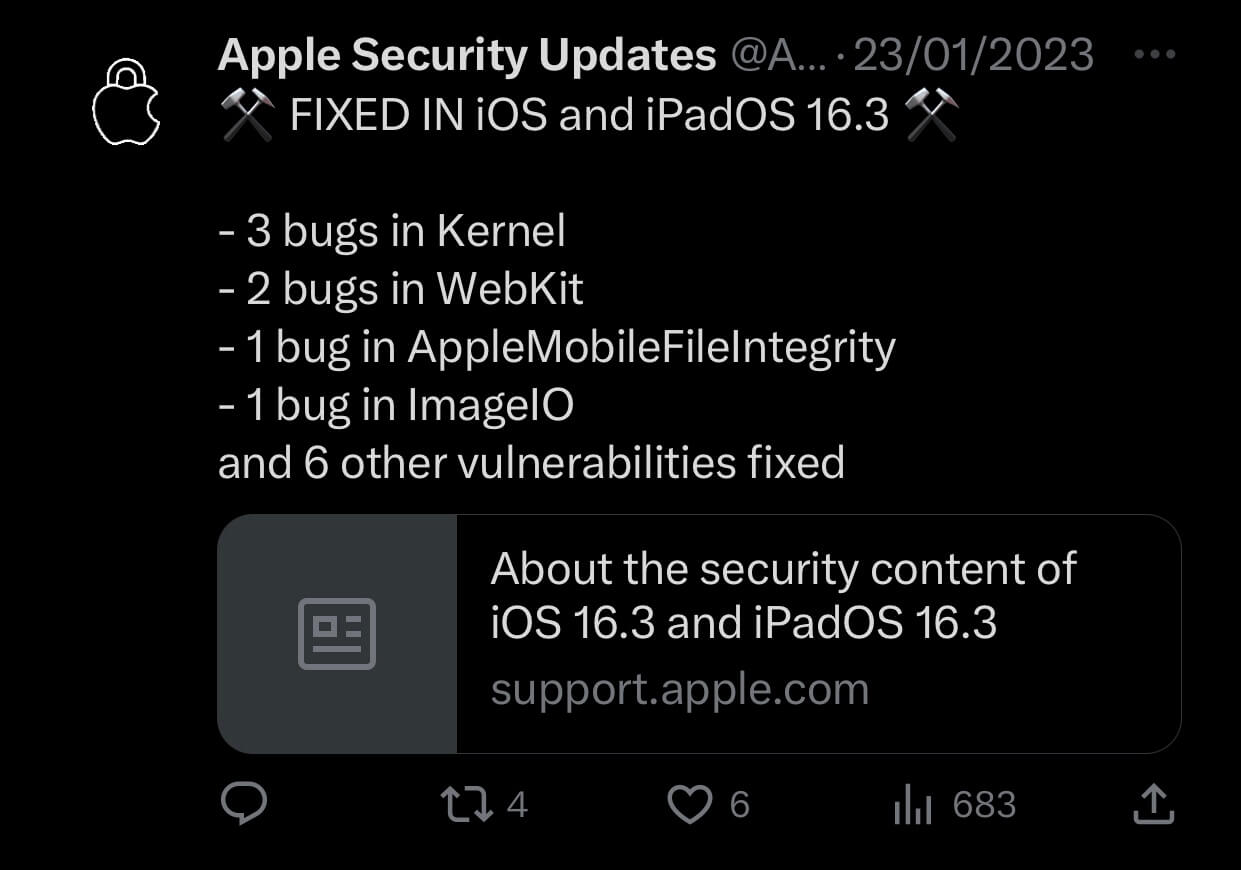 Apple Security Updates @A... · 23/01/2023
⚒ FIXED IN iOS and iPadOS 16.3 ⚒
- 3 bugs in Kernel
- 2 bugs in WebKit
- 1 bug in AppleMobileFileIntegrity
- 1 bug in ImageIO
and 6 other vulnerabilities fixed
About the security content of
iOS 16.3 and iPadOS 16.3
support.apple.com
4 6 683